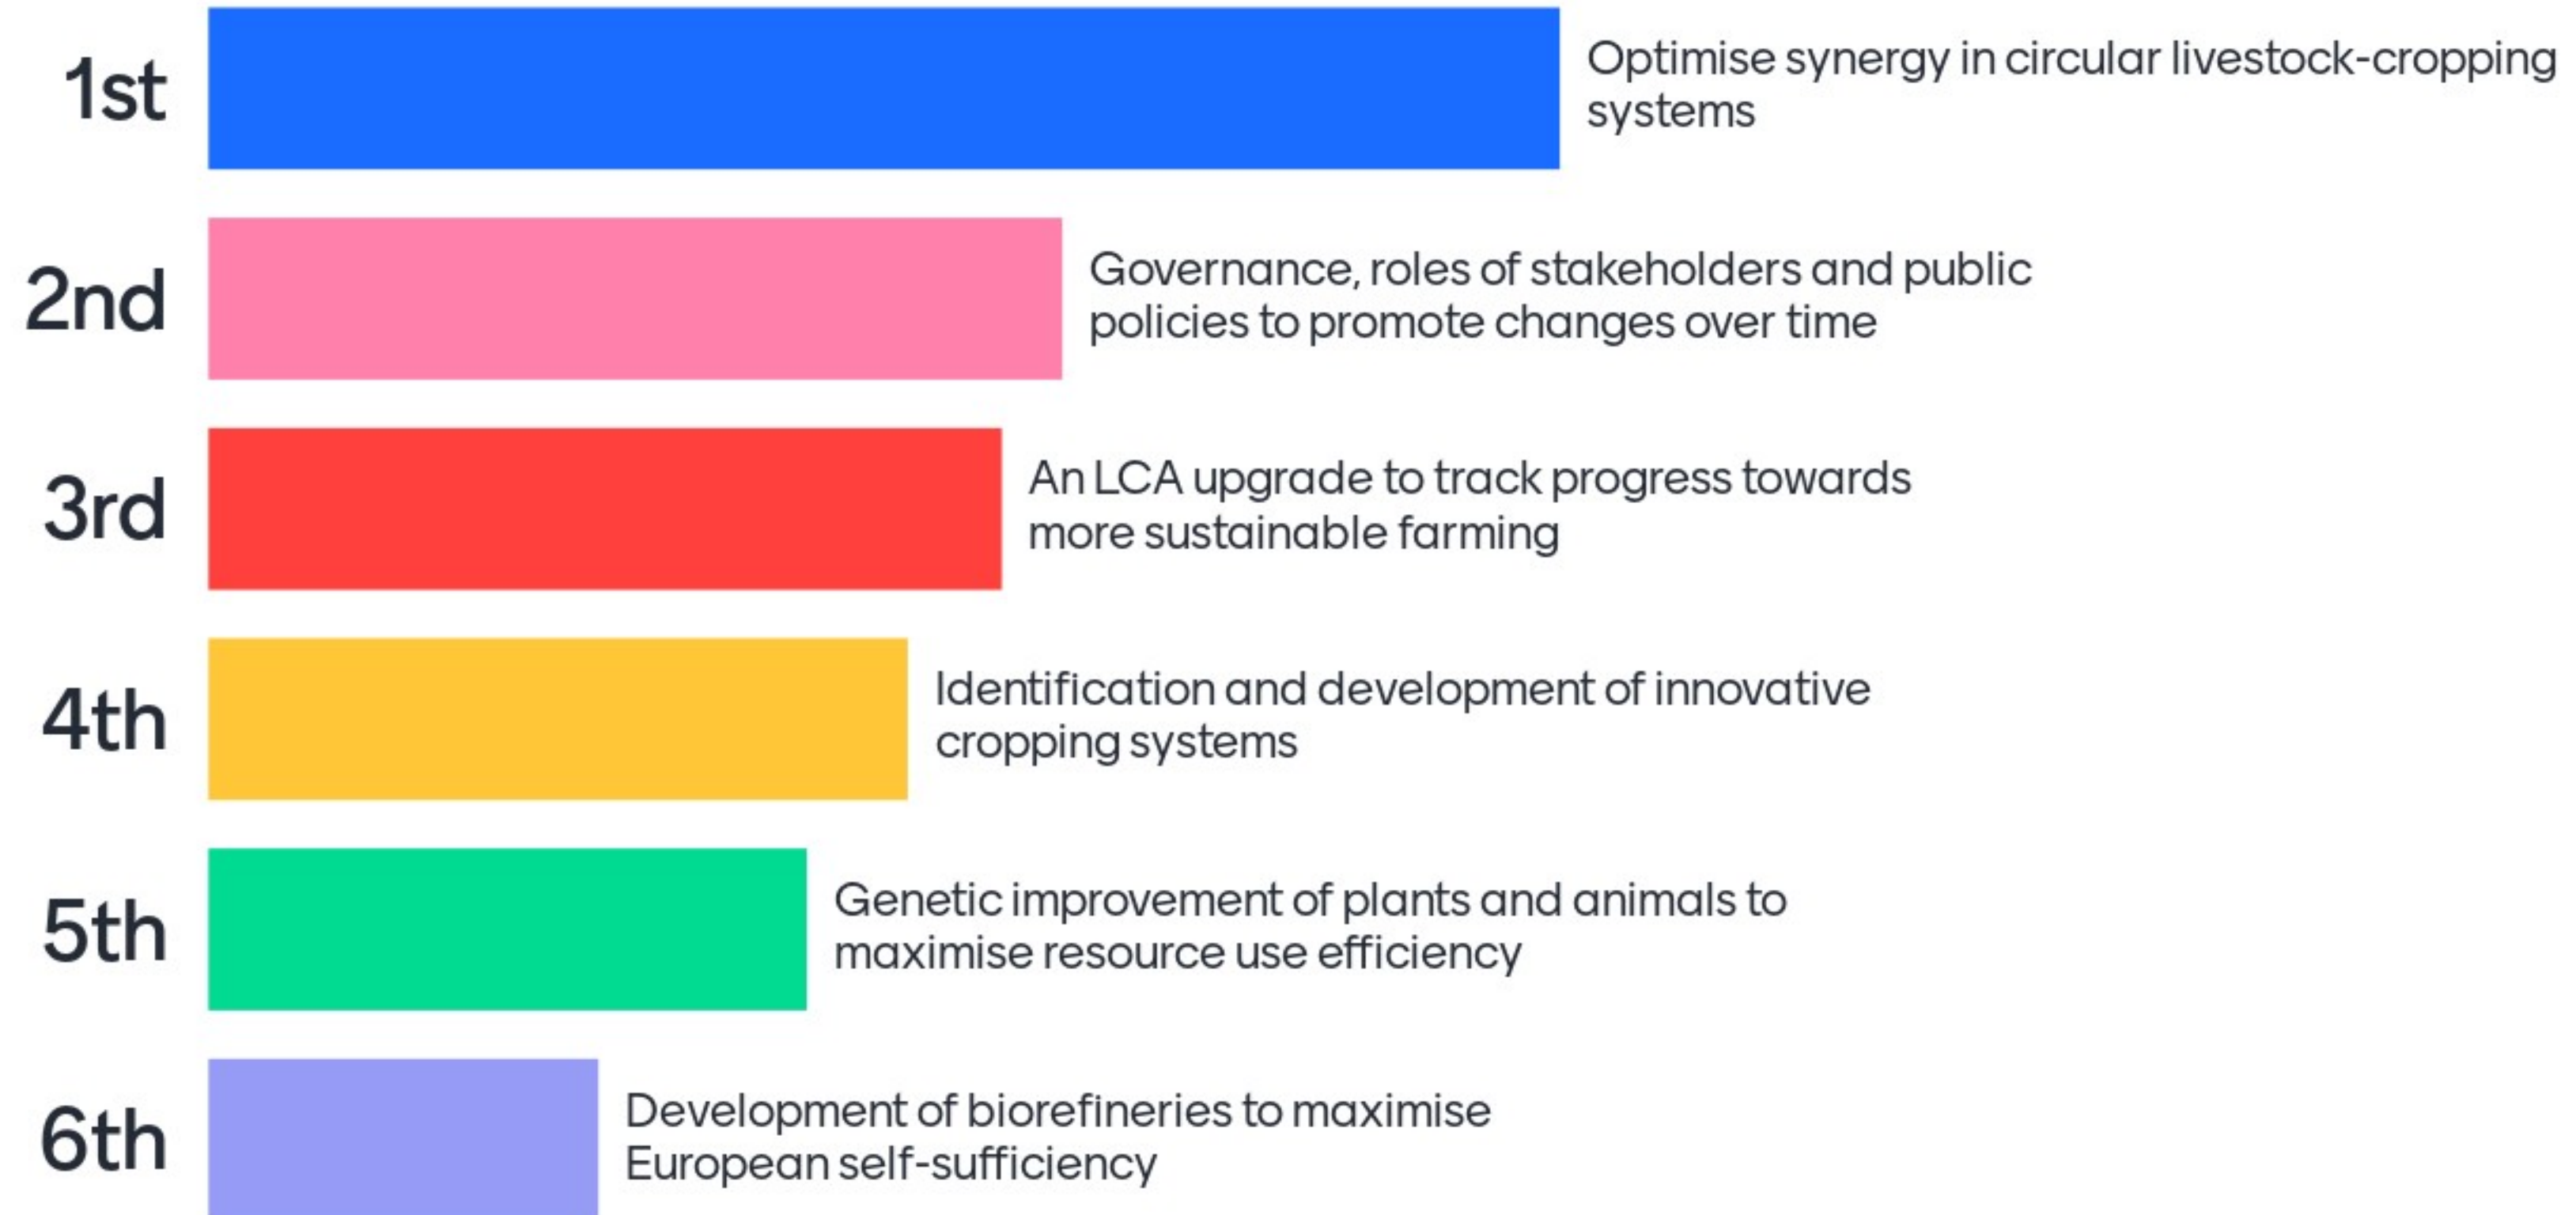 1st
Optimise synergy in circular livestock-cropping
systems
2nd
Governance, roles of stakeholders and public
policies to promote changes over time
3rd
An LCA upgrade to track progress towards
more sustainable farming
4th
Identification and development of innovative
cropping systems
5th
Genetic improvement of plants and animals to
maximise resource use efficiency
6th
Development of biorefineries to maximise
European self-sufficiency